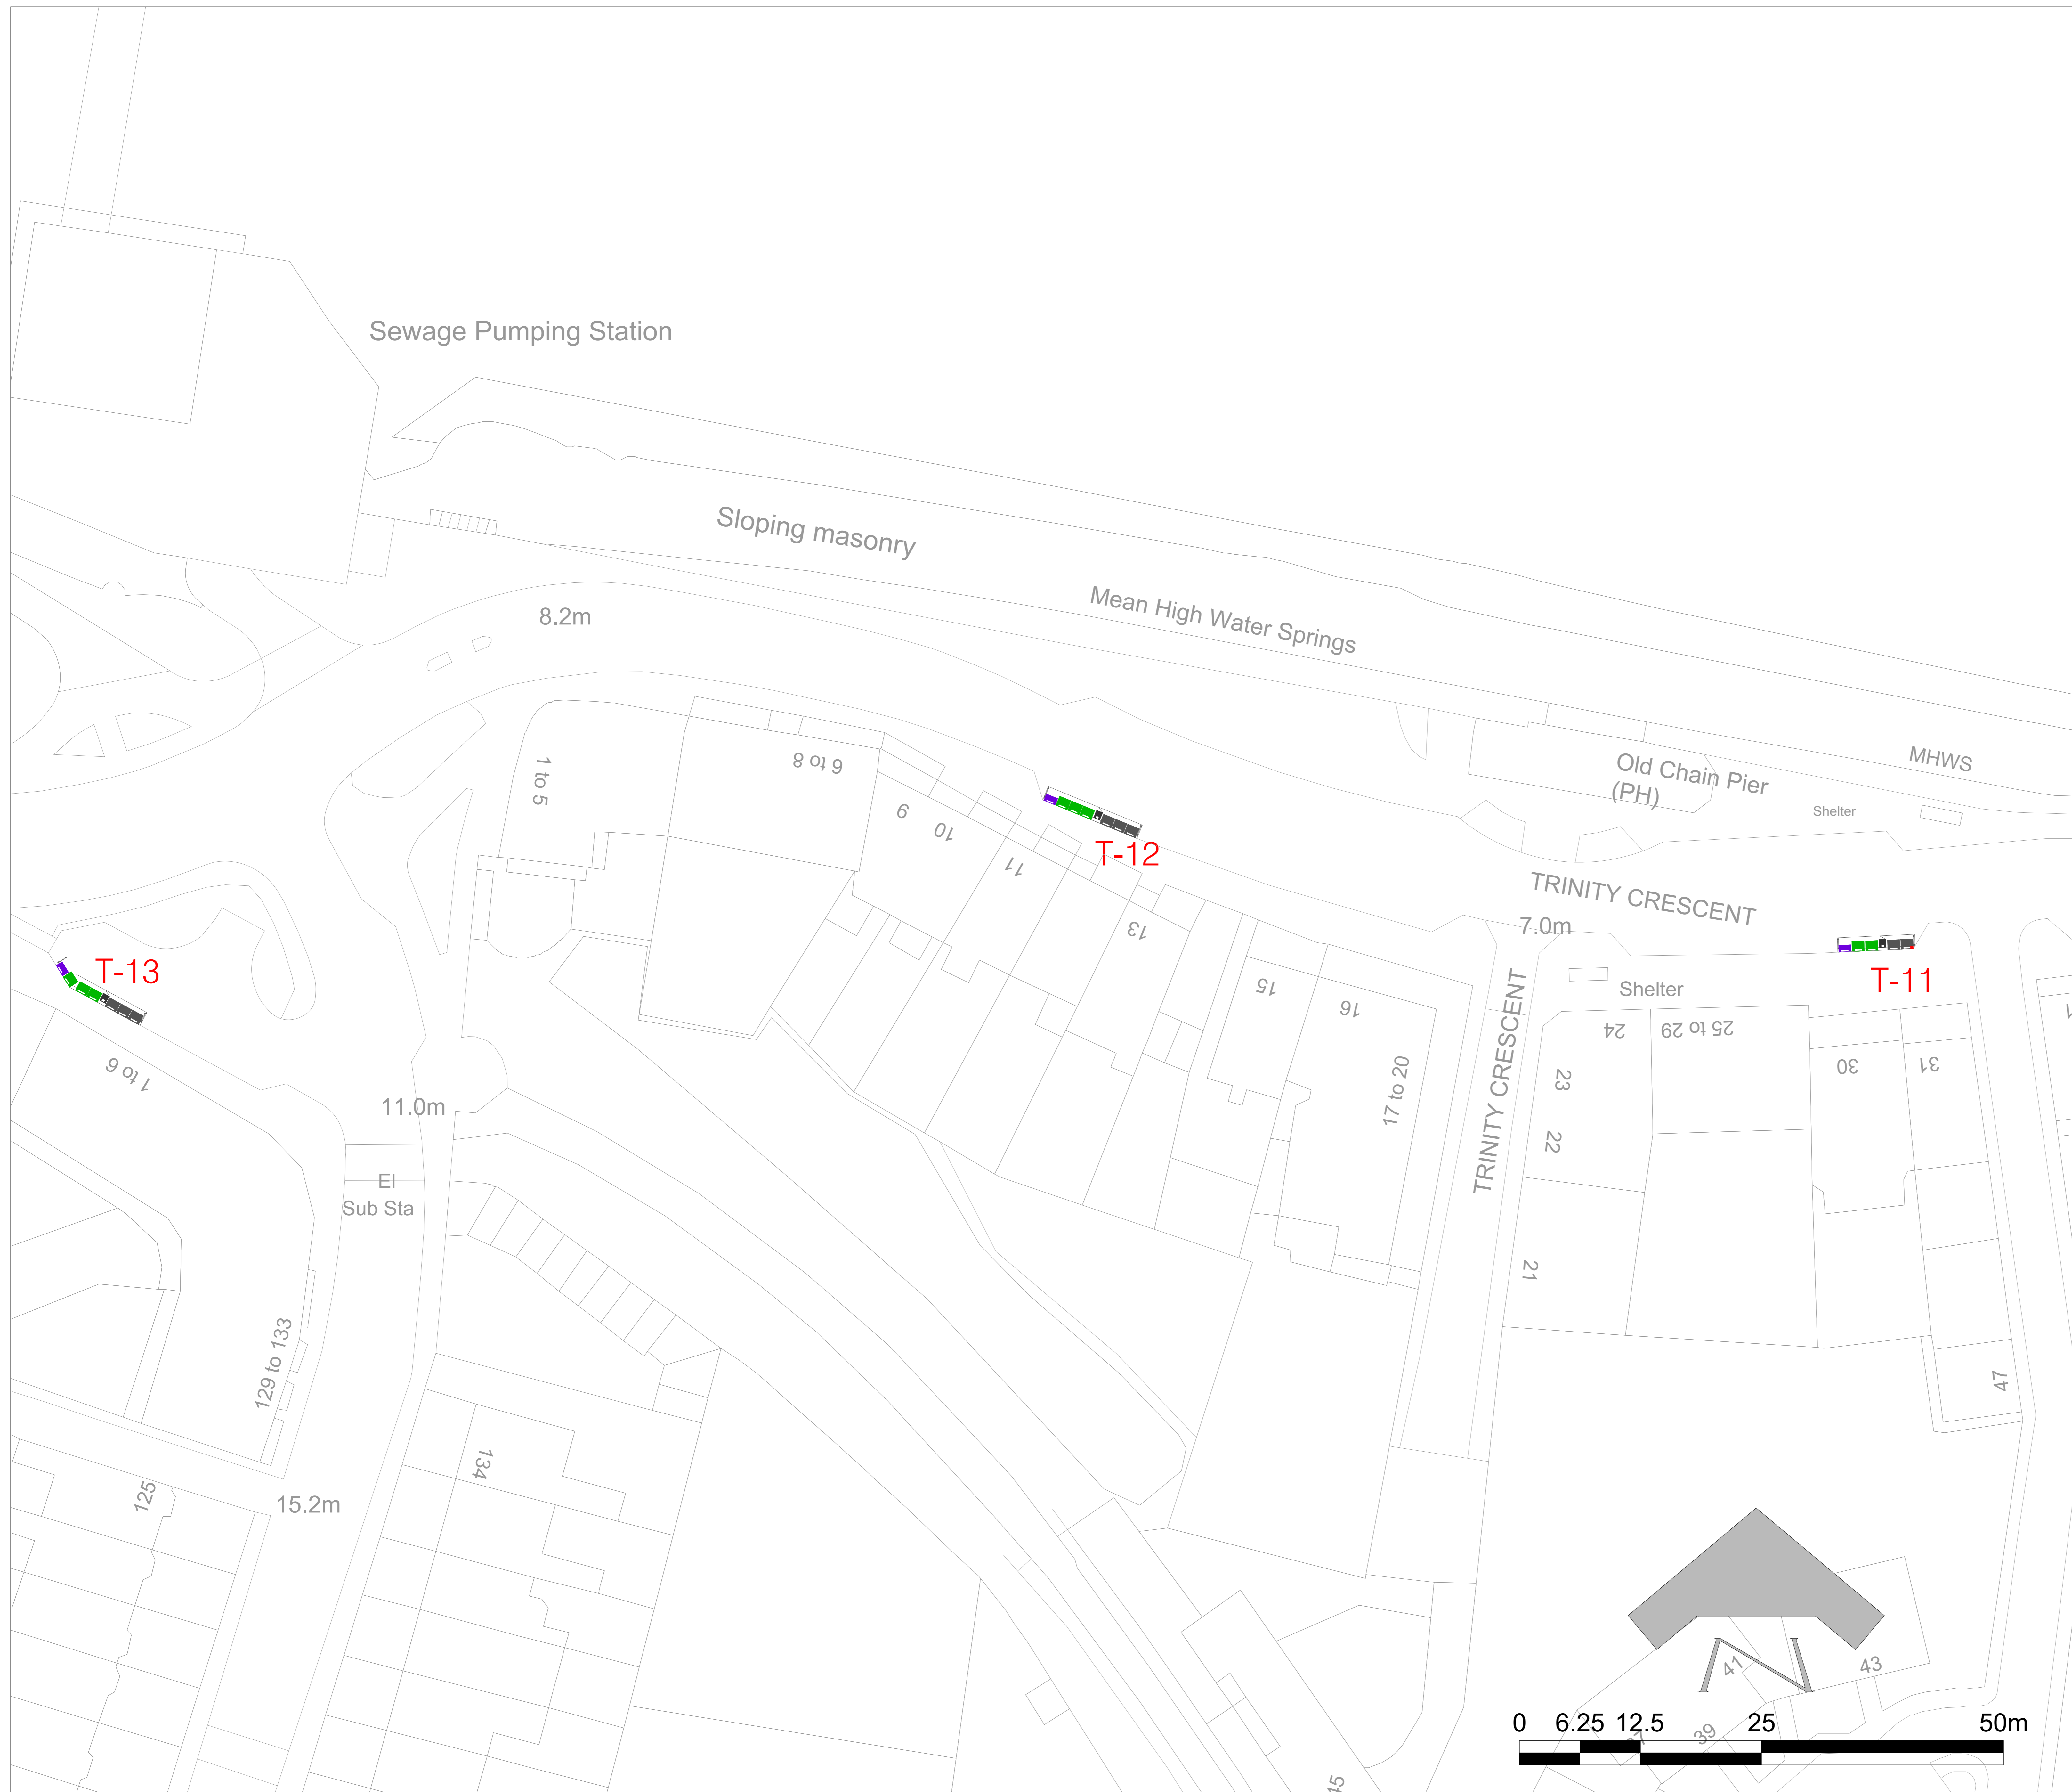 Sewage Pumping Station
Sloping masonry
8.2m
Mean High Water Springs
MHWS
Old Chain Pier
(PH)
Shelter
1 to 5
6 to 8
9
10
11
T-12
13
TRINITY CRESCENT
7.0m
T-13
T-11
Shelter
15
16
17 to 20
TRINITY CRESCENT
24
25 to 29
30
31
23
22
21
1 to 6
11.0m
El
Sub Sta
129 to 133
47
134
125
15.2m
N
41
43
39
0 6.25 12.5 25 50m